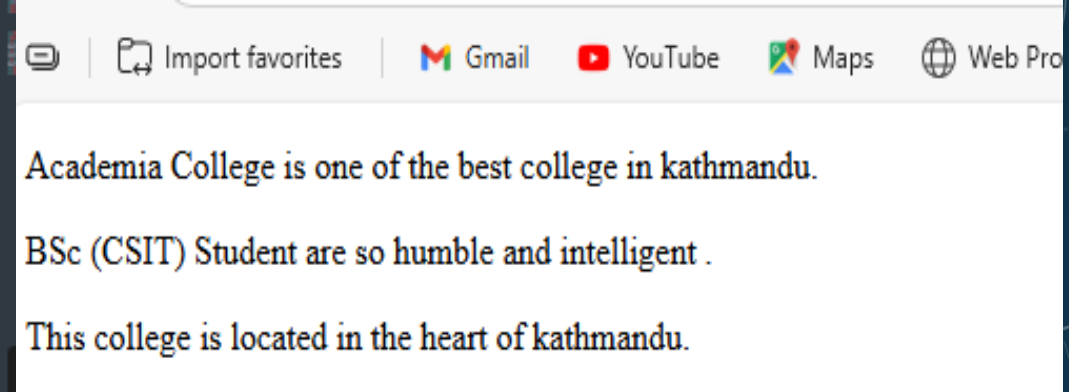 Import favorites Gmail YouTube Maps Web Pro
Academia College is one of the best college in kathmandu.
BSc (CSIT) Student are so humble and intelligent .
This college is located in the heart of kathmandu.